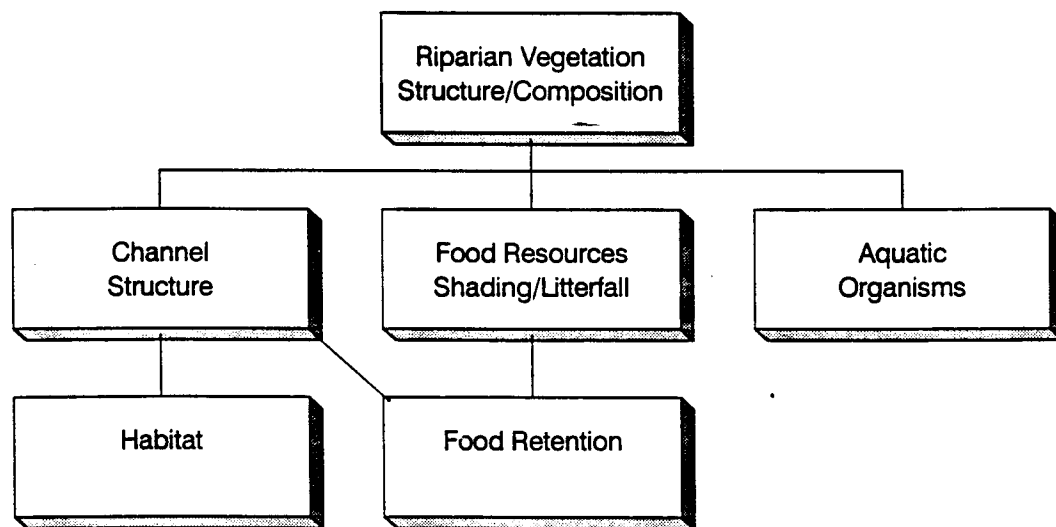 Riparian Vegetation
Structure/Composition
Channel
Structure
Food Resources
Shading/Litterfall
Aquatic
Organisms
Habitat
Food Retention